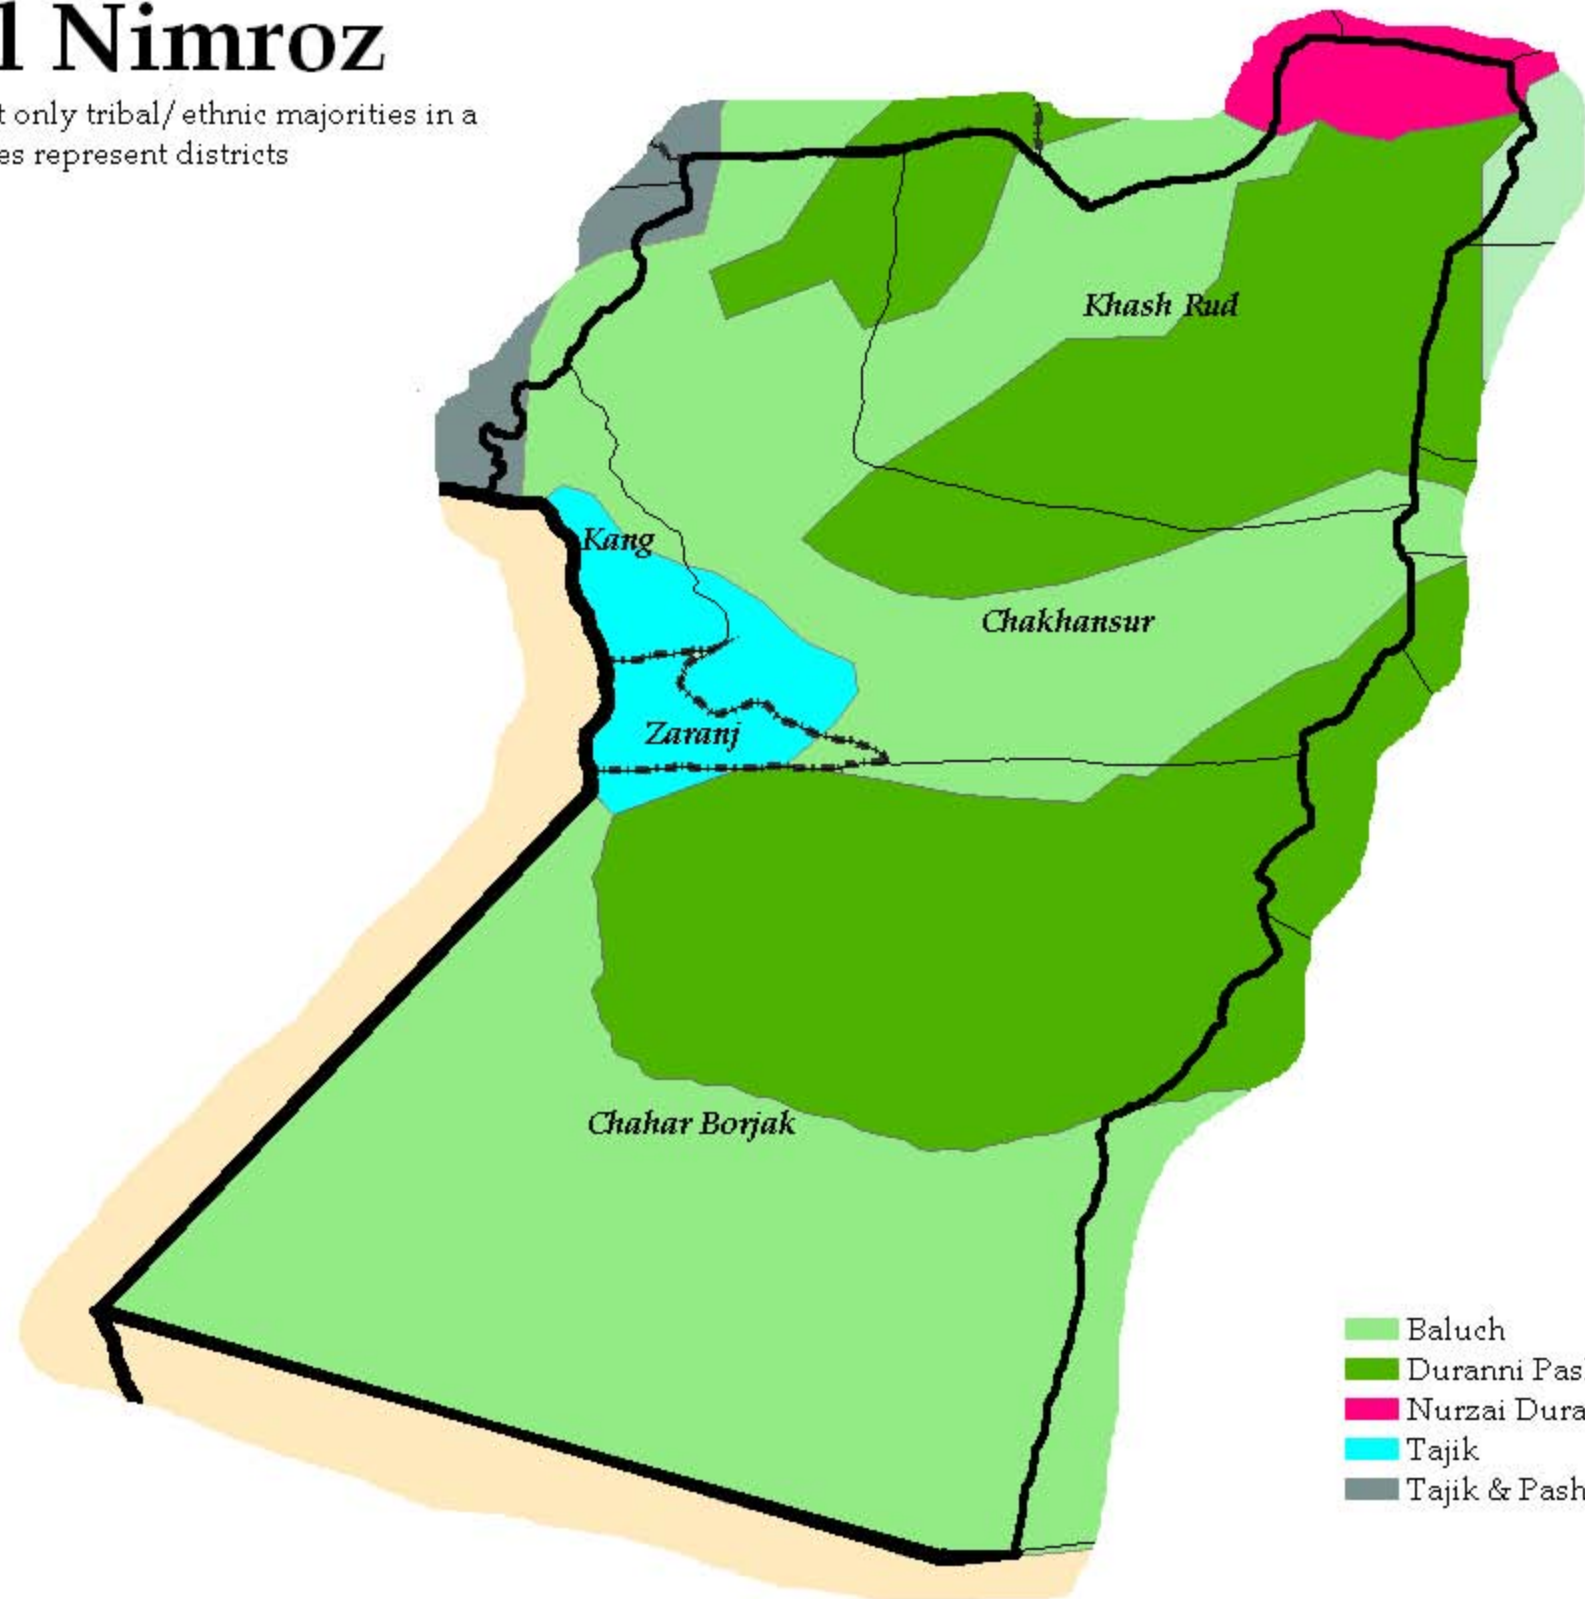 l Nimroz
t only tribal/ ethnic majorities in a
es represent districts
Khash Rud
Kang
Chakhansur
Zaranj
Chahar Borjak
Baluch
Duranni Pas
Nurzai Dura
Tajik
Tajik & Pash